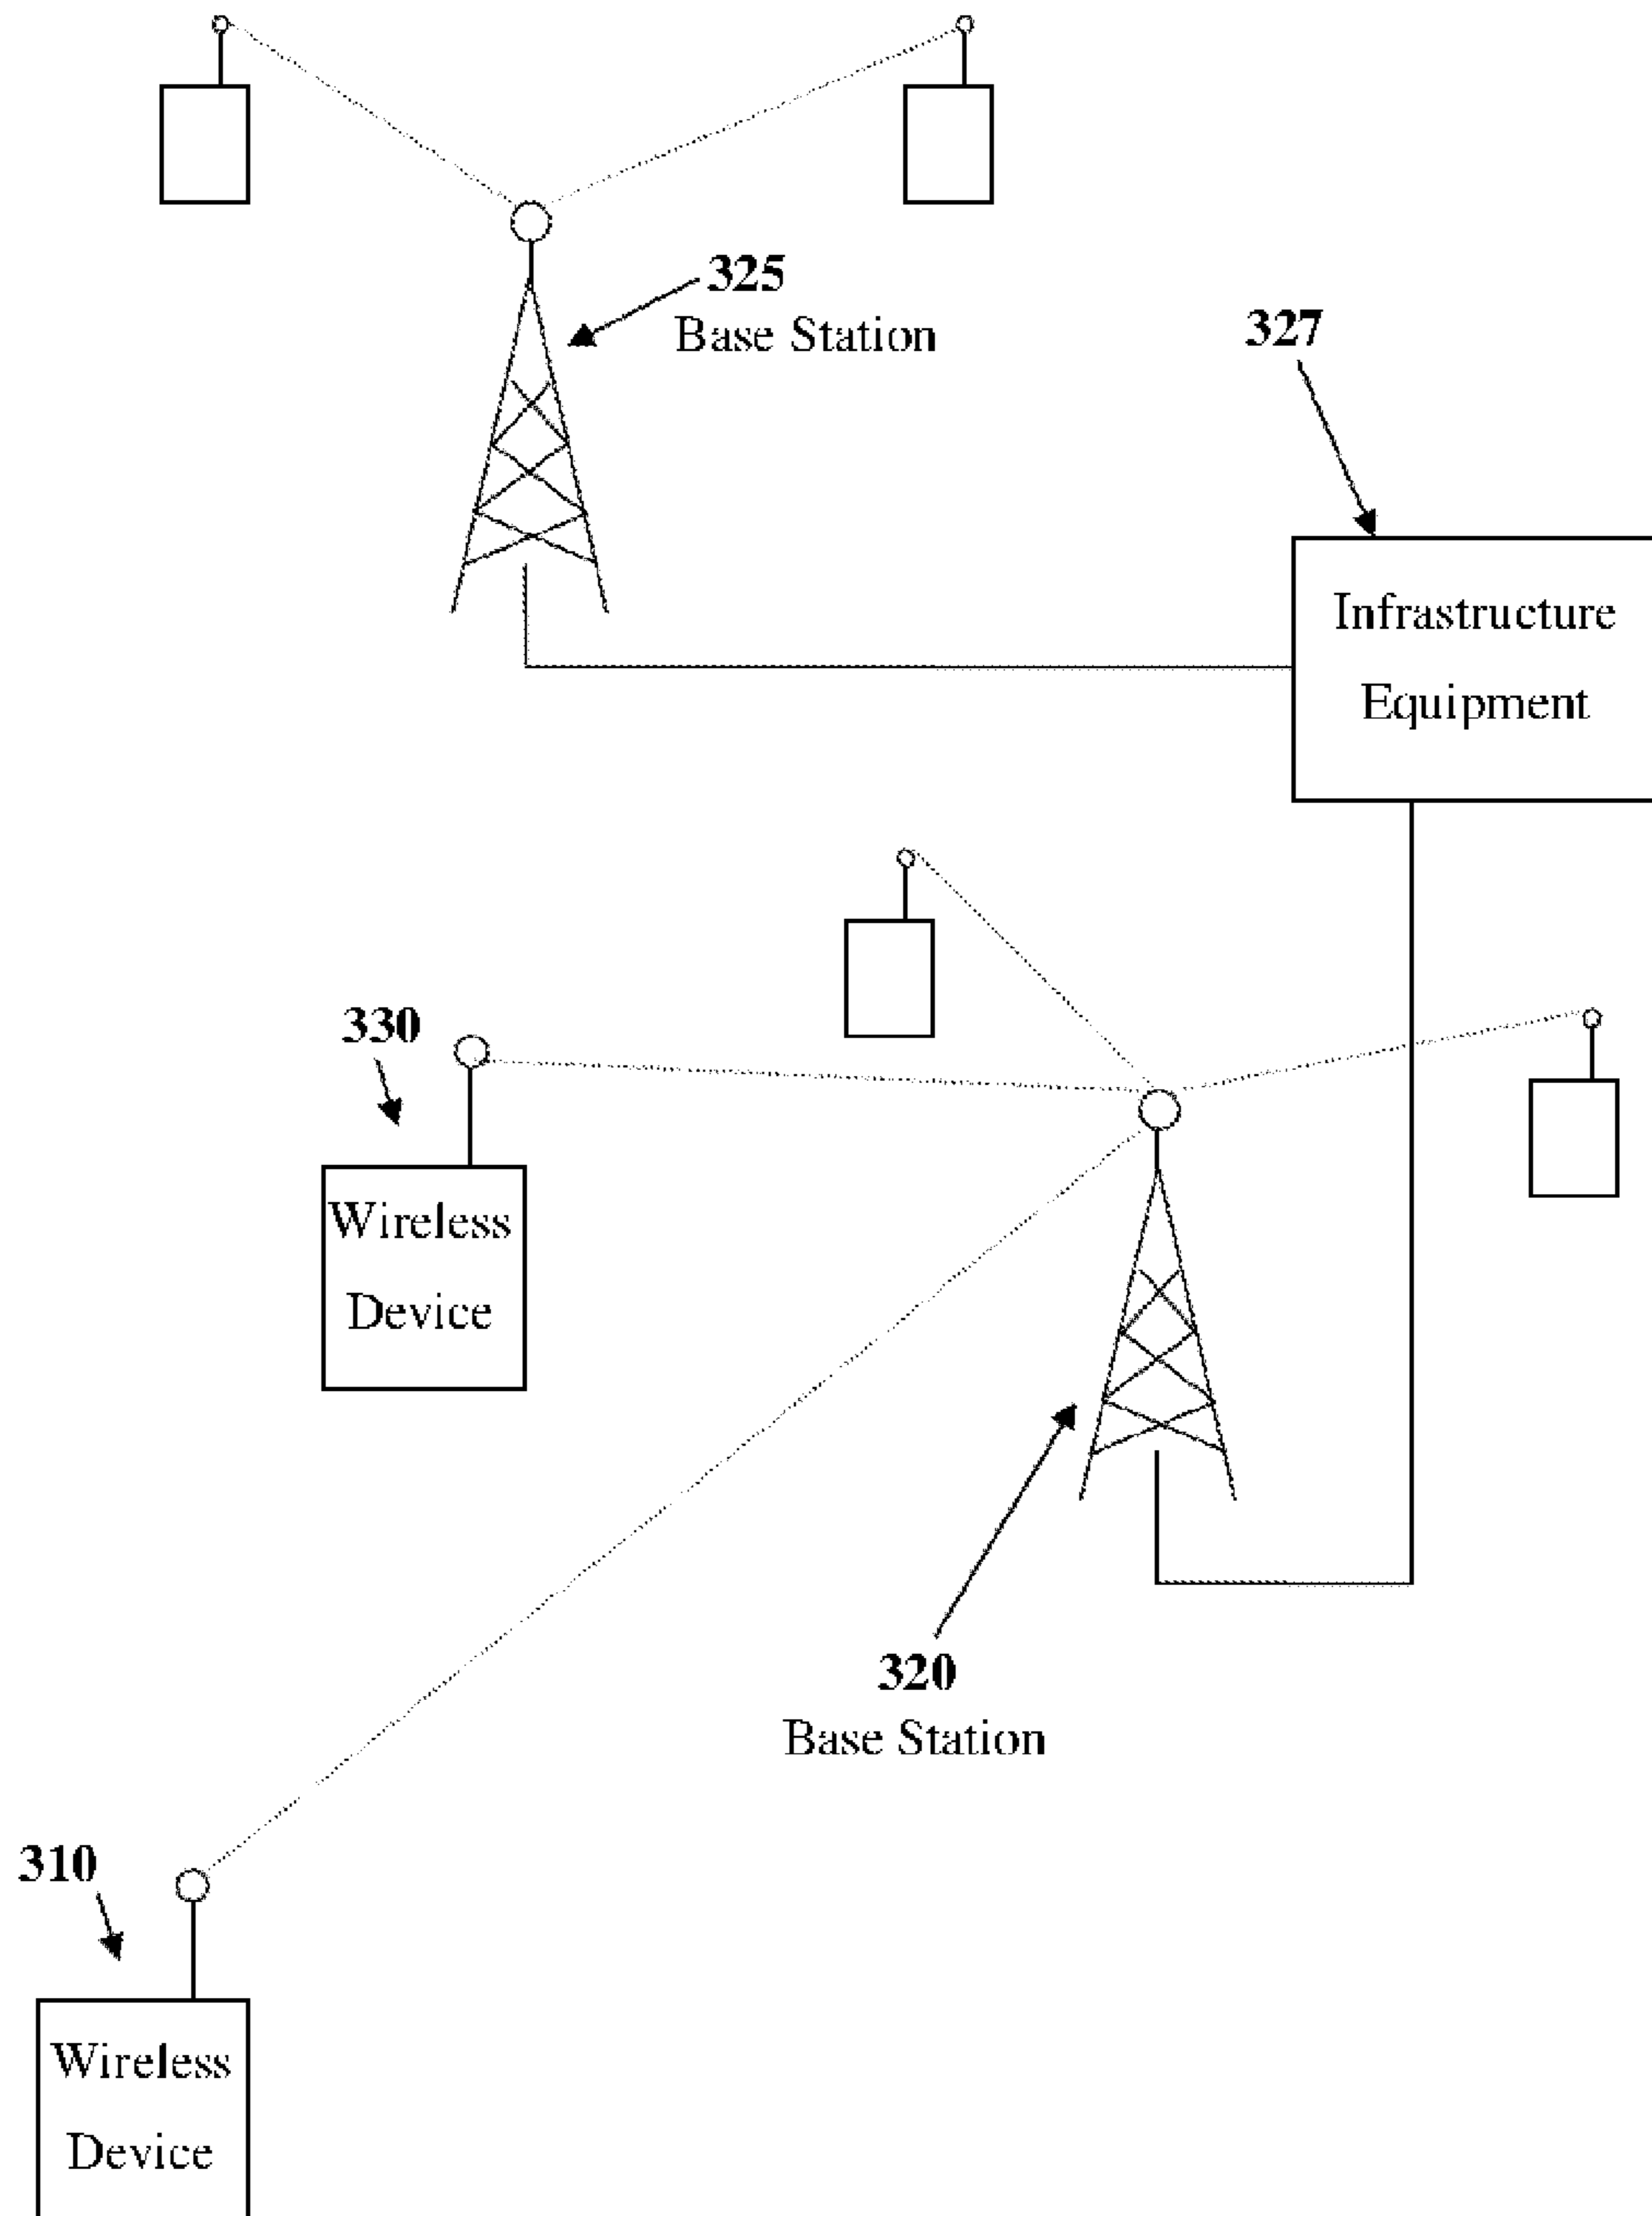 325
Base Station
327
Infrastructure
Equipment
330
Wireless
Device
320
Base Station
310
Wireless
Device